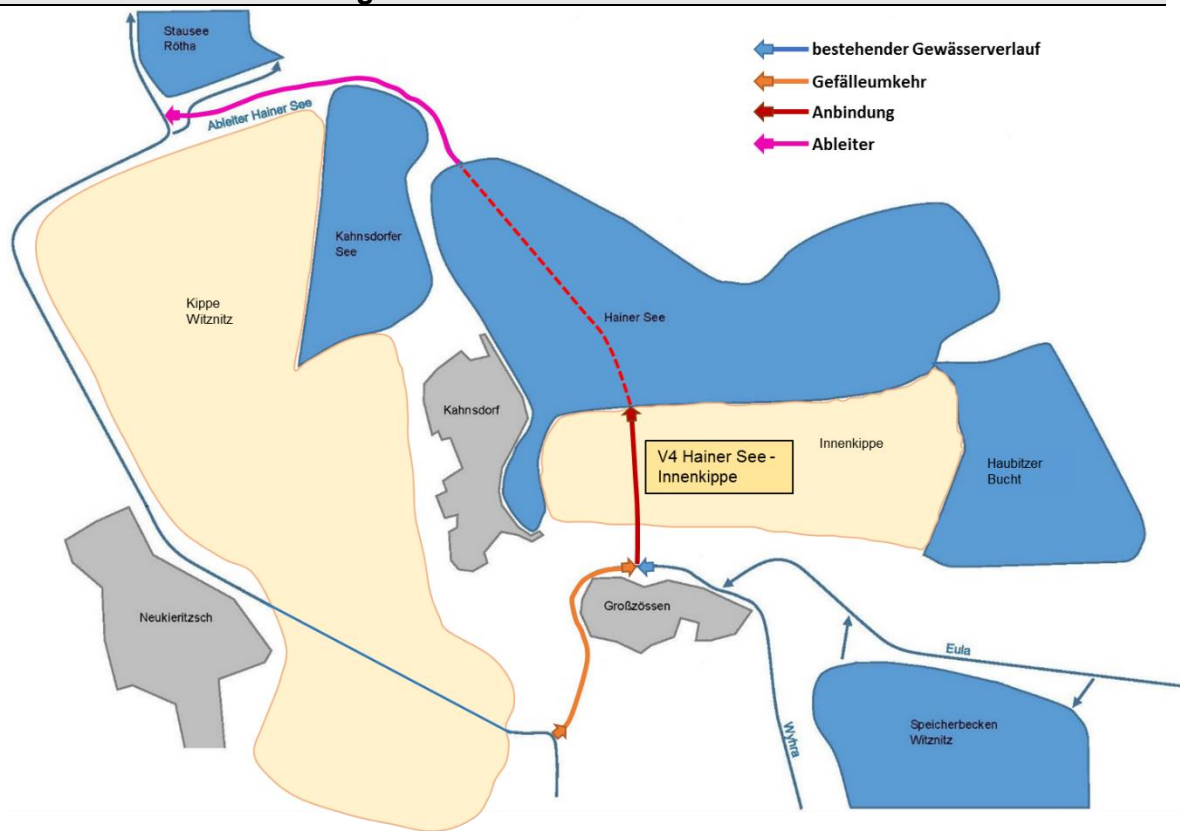 Stausee
Rötha
bestehender Gewässerverlauf
Gefälleumkehr
Anbindung
Ableiter
Ableiter Hainer See
Kahnsdorfer
See
Kippe
Witznitz
Hainer See
Kahnsdorf
Innenkippe
V4 Hainer See -
Innenkippe
Haubitzer
Bucht
Neukieritzsch
Großzössen
Eula
Wyhra
Speicherbecken
Witznitz